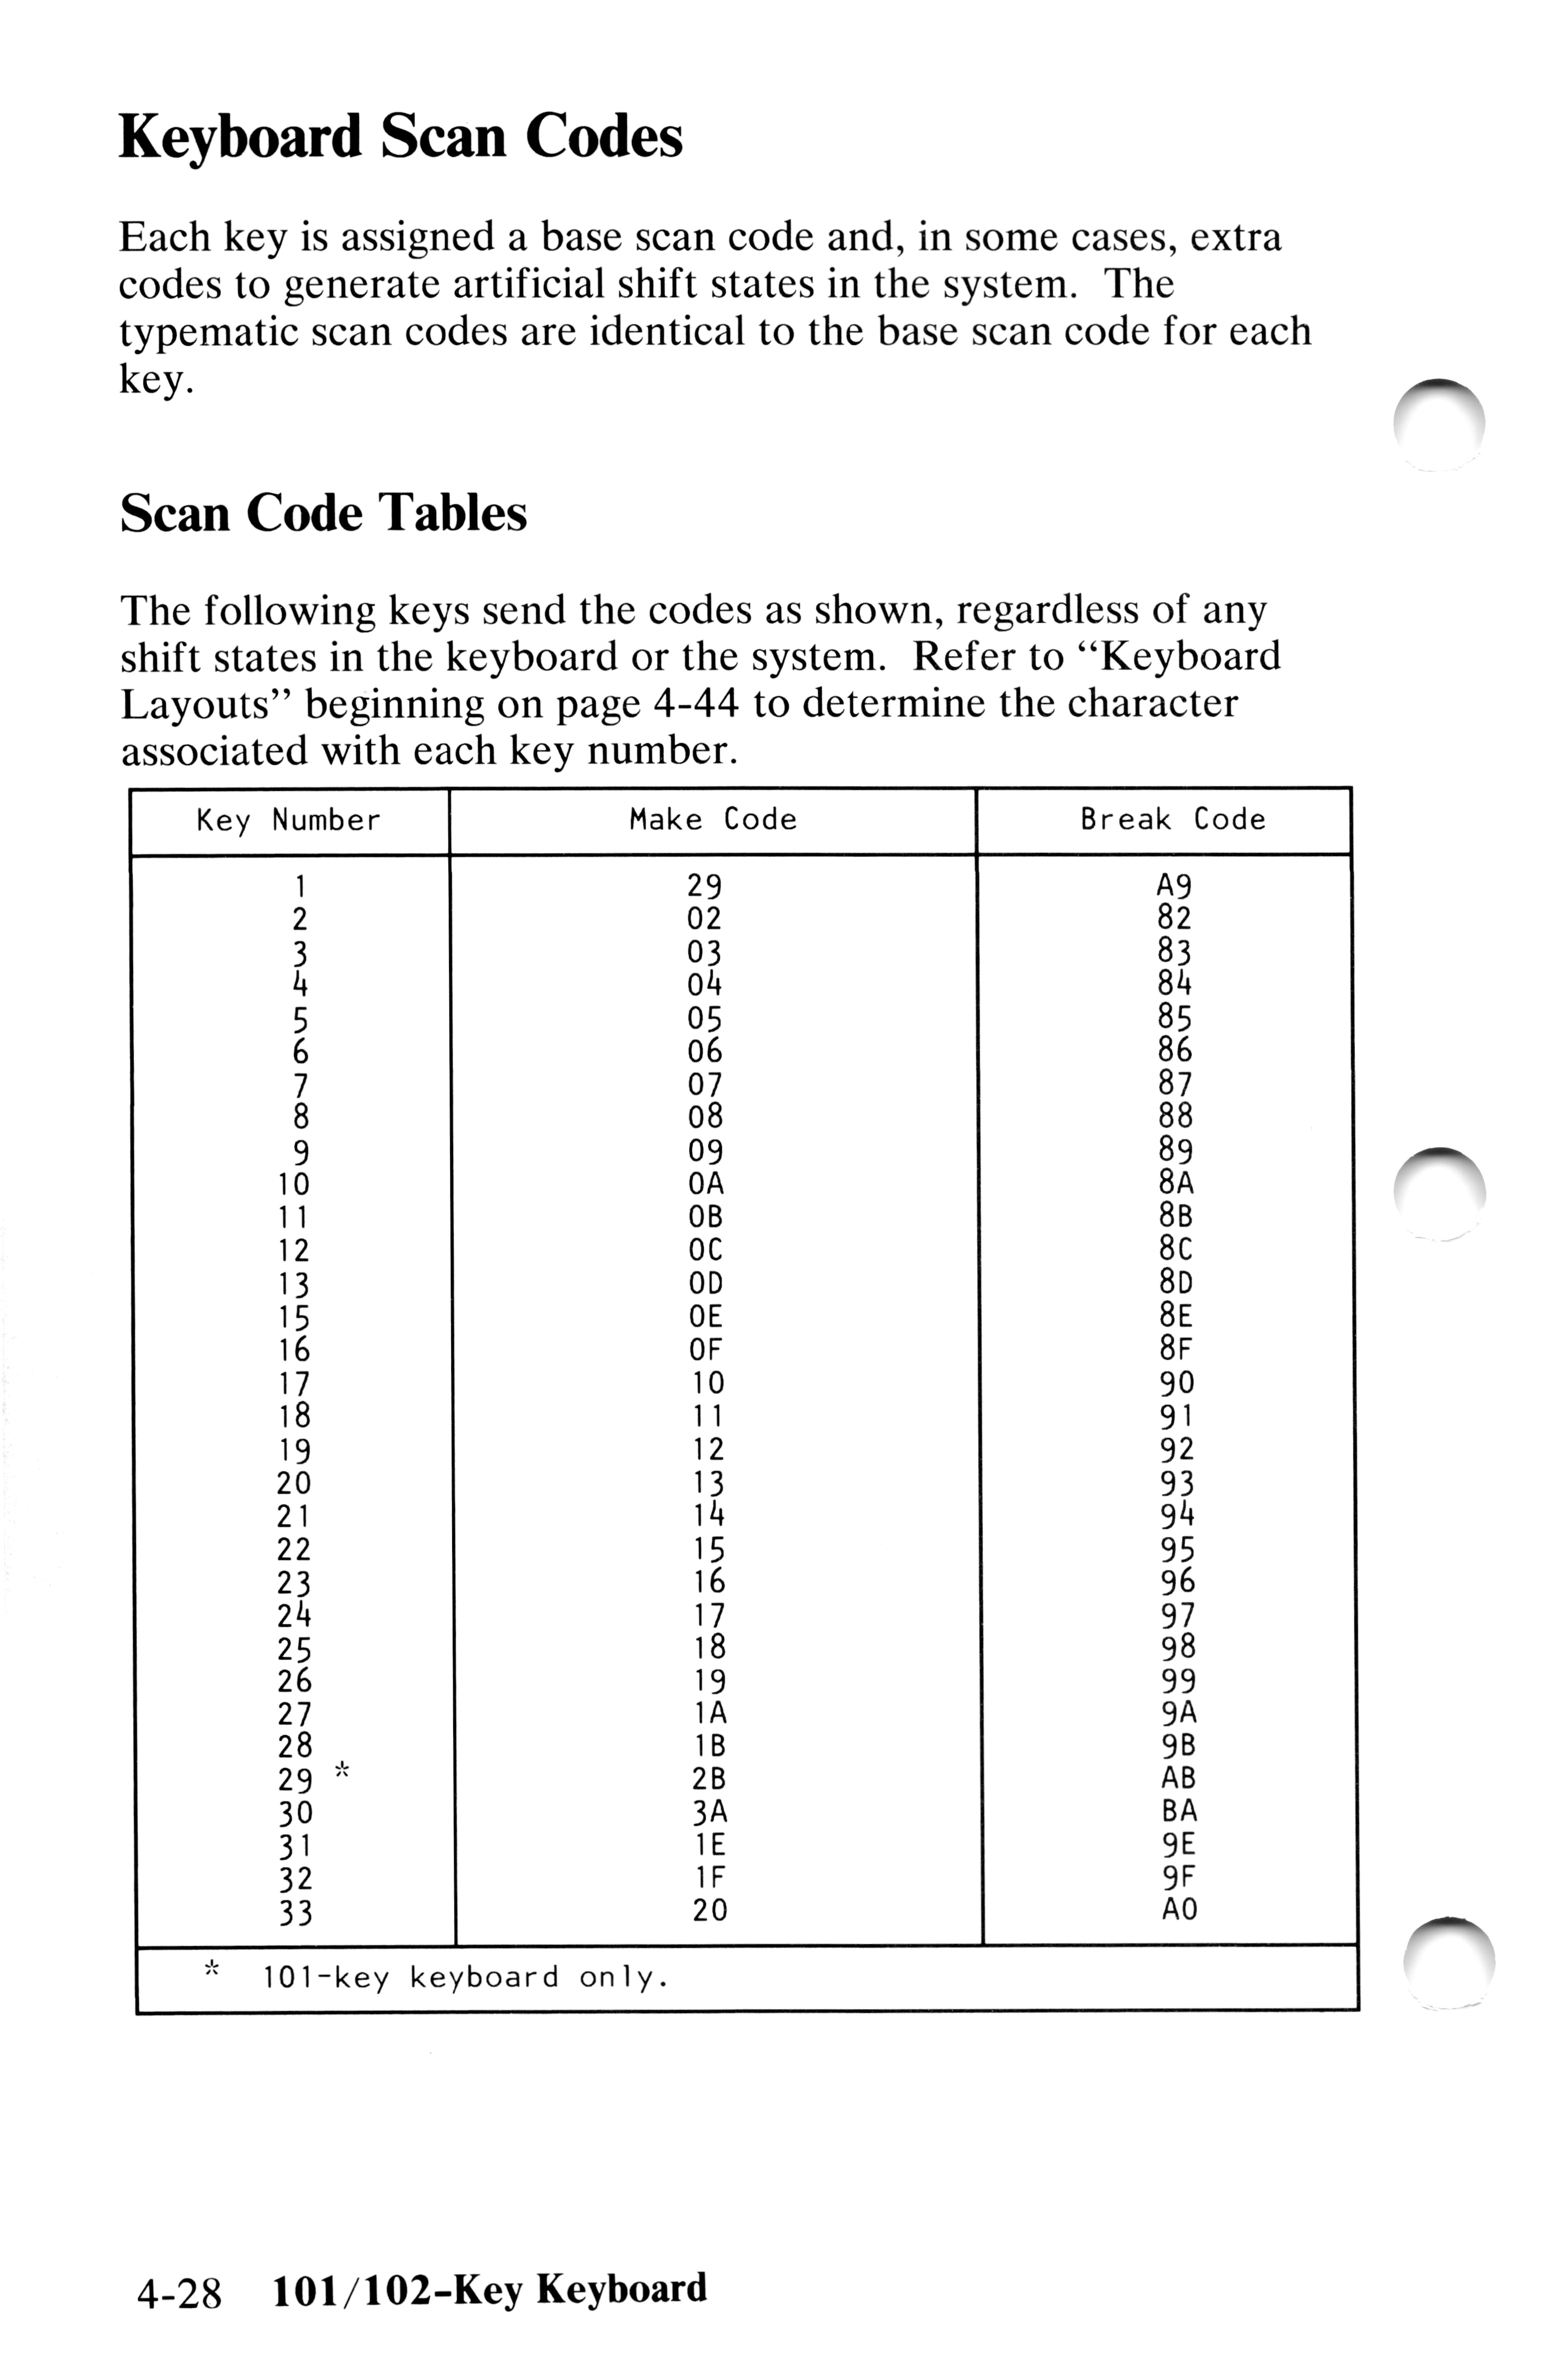 Keyboard Scan Codes
Each key is assigned a base scan code and, in some cases, extra
codes to generate artificial shift states in the system. The
typematic scan codes are identical to the base scan code for each
key.
Scan Code Tables
The following keys send the codes as shown, regardless of any
shift states in the keyboard or the system. Refer to “Keyboard
Layouts” beginning on page 4-44 to determine the character
associated with each key number.
Key Number Make Code Break Code
1 29 A9
2 02 82
3 03 83
4 04 84
5 05 85
6 06 86
7 07 87
8 08 88
9 09 89
10 0A 8A
11 0B 8B
12 0C 8C
13 0D 8D
15 0E 8E
16 0F 8F
17 10 90
18 11 91
19 12 92
20 13 93
21 14 94
22 15 95
23 16 96
24 17 97
25 18 98
26 19 99
27 1A 9A
28 1B 9B
29 * 2B AB
30 3A BA
31 1E 9E
32 1F 9F
33 20 A0
* 101-key keyboard only.
4-28 101/102-Key Keyboard